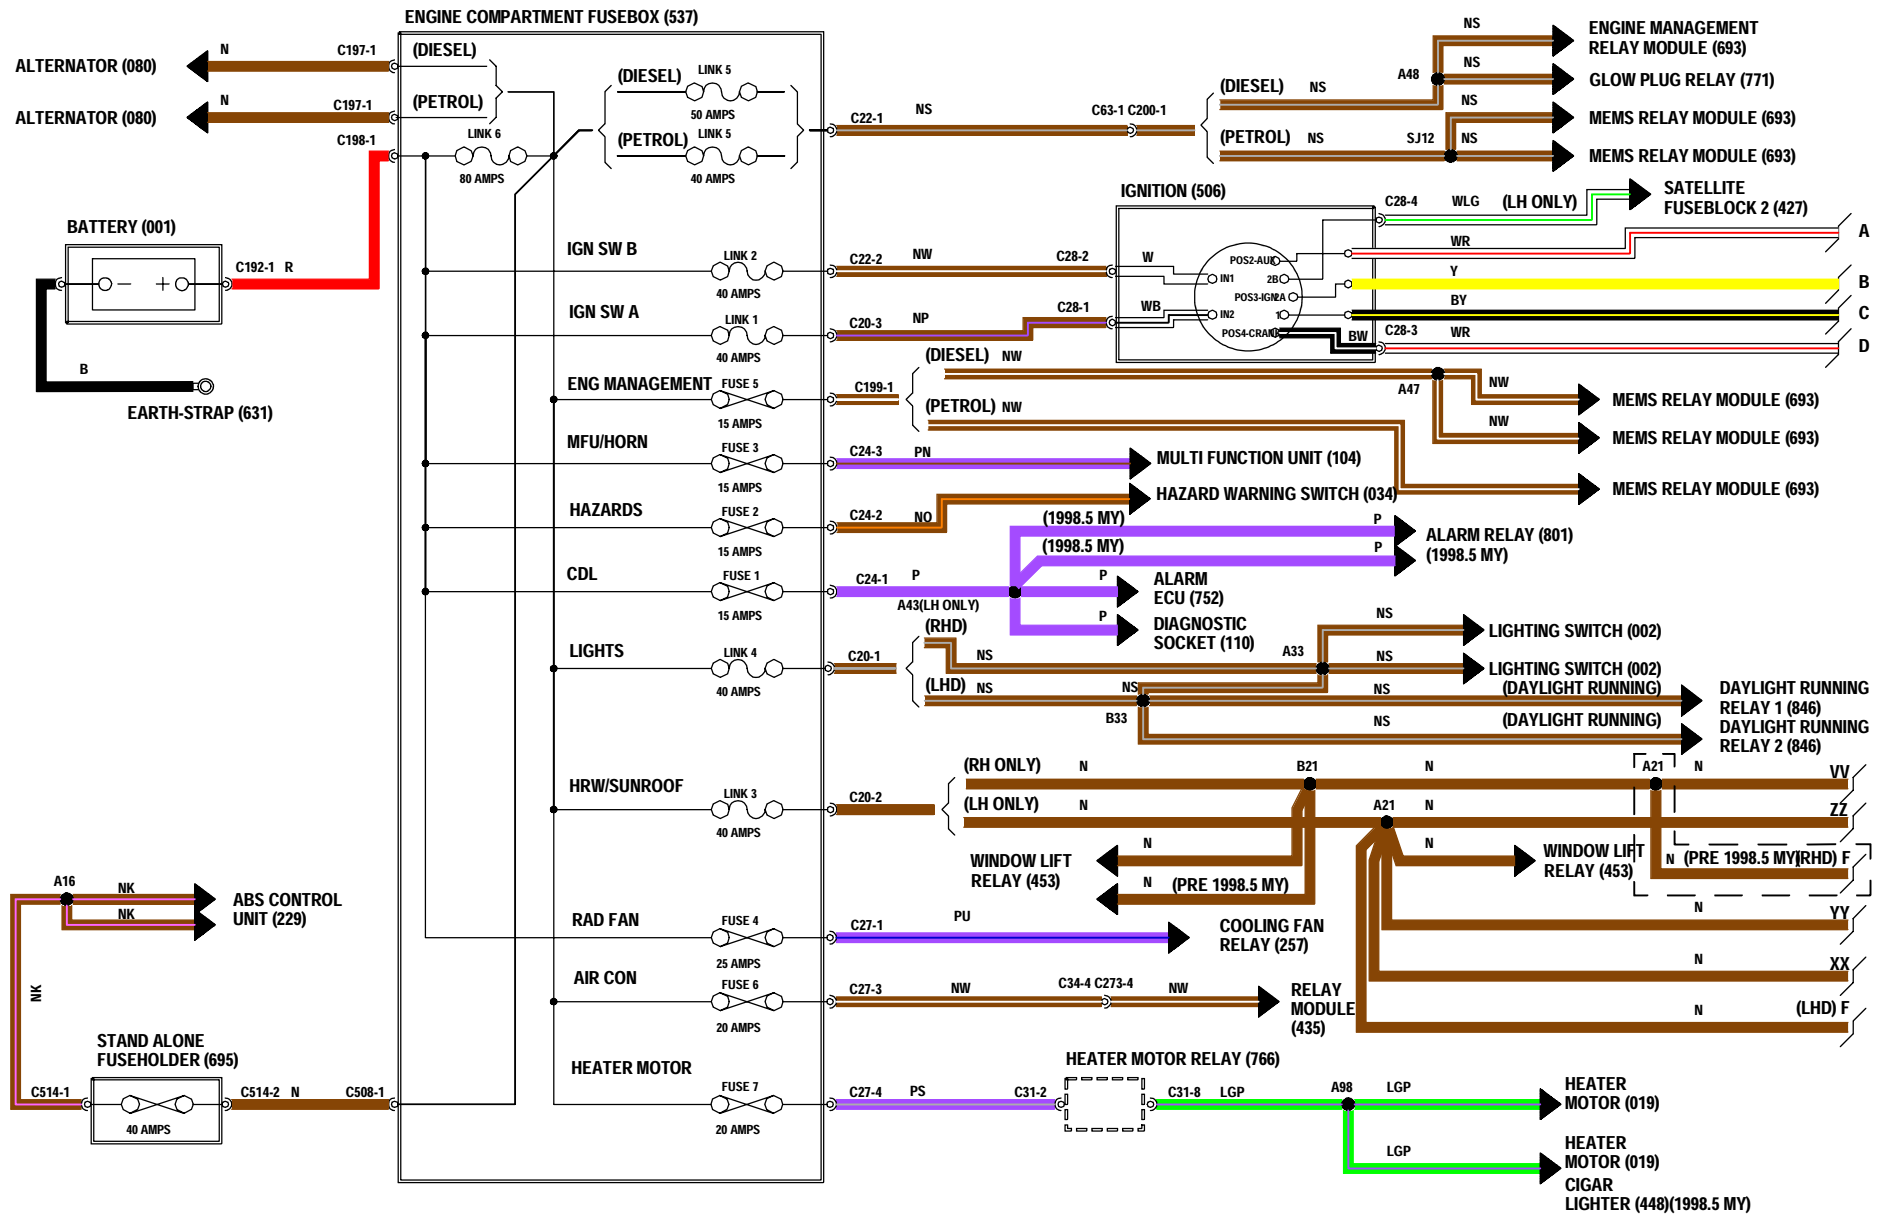 ENGINE COMPARTMENT FUSEBOX (537)
ALTERNATOR (080)
N
C197-1
(DIESEL)
ALTERNATOR (080)
N
C197-1
(PETROL)
C198-1
LINK 6
80 AMPS
(DIESEL)
LINK 5
50 AMPS
(PETROL)
LINK 5
40 AMPS
C22-1
NS
C63-1 C200-1
(DIESEL)
NS
A48
NS
ENGINE MANAGEMENT
RELAY MODULE (693)
NS
GLOW PLUG RELAY (771)
(PETROL)
NS
SJ12
NS
MEMS RELAY MODULE (693)
NS
MEMS RELAY MODULE (693)
BATTERY (001)
C192-1 R
B
EARTH-STRAP (631)
IGNITION (506)
C28-4
WLG
(LH ONLY)
SATELLITE
FUSEBLOCK 2 (427)
IGN SW B
LINK 2
40 AMPS
C22-2
NW
C28-2
W
IN1
POS2-AUX
2B
POS3-IGN
2A
1
POS4-CRANK
WR
A
Y
B
BY
C
BW
C28-3
WR
D
IGN SW A
LINK 1
40 AMPS
C20-3
NP
C28-1
WB
IN2
ENG MANAGEMENT
FUSE 5
15 AMPS
C199-1
(DIESEL)
NW
A47
NW
MEMS RELAY MODULE (693)
NW
MEMS RELAY MODULE (693)
(PETROL)
NW
MEMS RELAY MODULE (693)
MFU/HORN
FUSE 3
15 AMPS
C24-3
PN
MULTI FUNCTION UNIT (104)
HAZARDS
FUSE 2
15 AMPS
C24-2
NO
HAZARD WARNING SWITCH (034)
(1998.5 MY)
P
ALARM RELAY (801)
(1998.5 MY)
(1998.5 MY)
P
CDL
FUSE 1
15 AMPS
C24-1
P
A43(LH ONLY)
P
ALARM
ECU (752)
P
DIAGNOSTIC
SOCKET (110)
LIGHTS
LINK 4
40 AMPS
C20-1
(RHD)
NS
A33
NS
LIGHTING SWITCH (002)
NS
LIGHTING SWITCH (002)
(LHD)
NS
NS
B33
NS
(DAYLIGHT RUNNING)
DAYLIGHT RUNNING
RELAY 1 (846)
NS
(DAYLIGHT RUNNING)
DAYLIGHT RUNNING
RELAY 2 (846)
HRW/SUNROOF
LINK 3
40 AMPS
C20-2
(RH ONLY)
N
B21
N
A21
N
VV
(LH ONLY)
N
A21
N
ZZ
N
WINDOW LIFT
RELAY (453)
N
(PRE 1998.5 MY)
N
WINDOW LIFT
RELAY (453)
N
(PRE 1998.5 MY)
(RHD) F
N
YY
N
XX
N
(LHD) F
A16
NK
NK
ABS CONTROL
UNIT (229)
NK
RAD FAN
FUSE 4
25 AMPS
C27-1
PU
COOLING FAN
RELAY (257)
AIR CON
FUSE 6
20 AMPS
C27-3
NW
C34-4 C273-4
NW
RELAY
MODULE
(435)
STAND ALONE
FUSEHOLDER (695)
C514-1
40 AMPS
C514-2 N
C508-1
HEATER MOTOR
FUSE 7
20 AMPS
C27-4
PS
C31-2
HEATER MOTOR RELAY (766)
C31-8
LGP
A98
LGP
HEATER
MOTOR (019)
LGP
HEATER
MOTOR (019)
CIGAR
LIGHTER (448)(1998.5 MY)